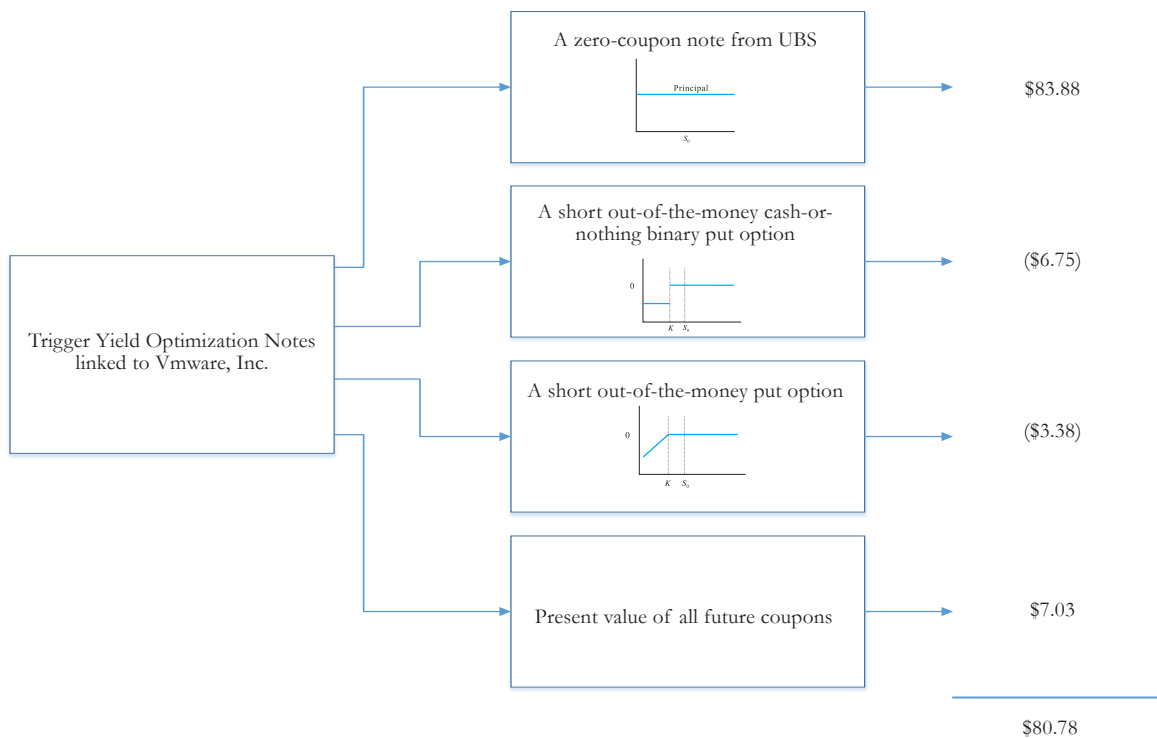 A zero-coupon note from UBS
Principal
S0
$83.88
A short out-of-the-money cash-or-
nothing binary put option
0
K S0
($6.75)
Trigger Yield Optimization Notes
linked to Vmware, Inc.
A short out-of-the-money put option
0
K S0
($3.38)
Present value of all future coupons
$7.03
$80.78